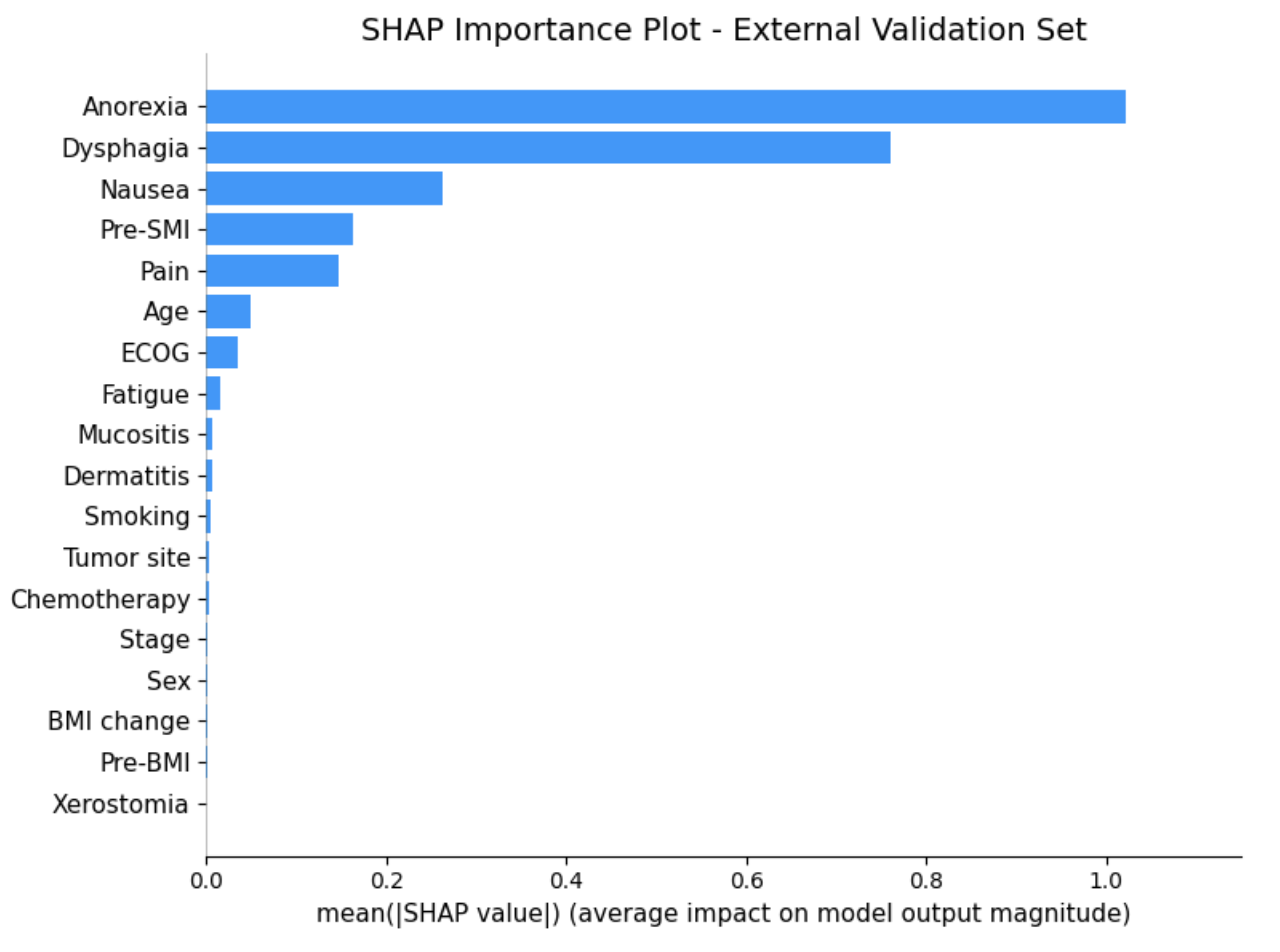 SHAP Importance Plot - External Validation Set
Anorexia
Dysphagia
Nausea
Pre-SMI
Pain
Age
ECOG
Fatigue
Mucositis
Dermatitis
Smoking
Tumor site
Chemotherapy
Stage
Sex
BMI change
Pre-BMI
Xerostomia
0.0 0.2 0.4 0.6 0.8 1.0
mean(|SHAP value|) (average impact on model output magnitude)